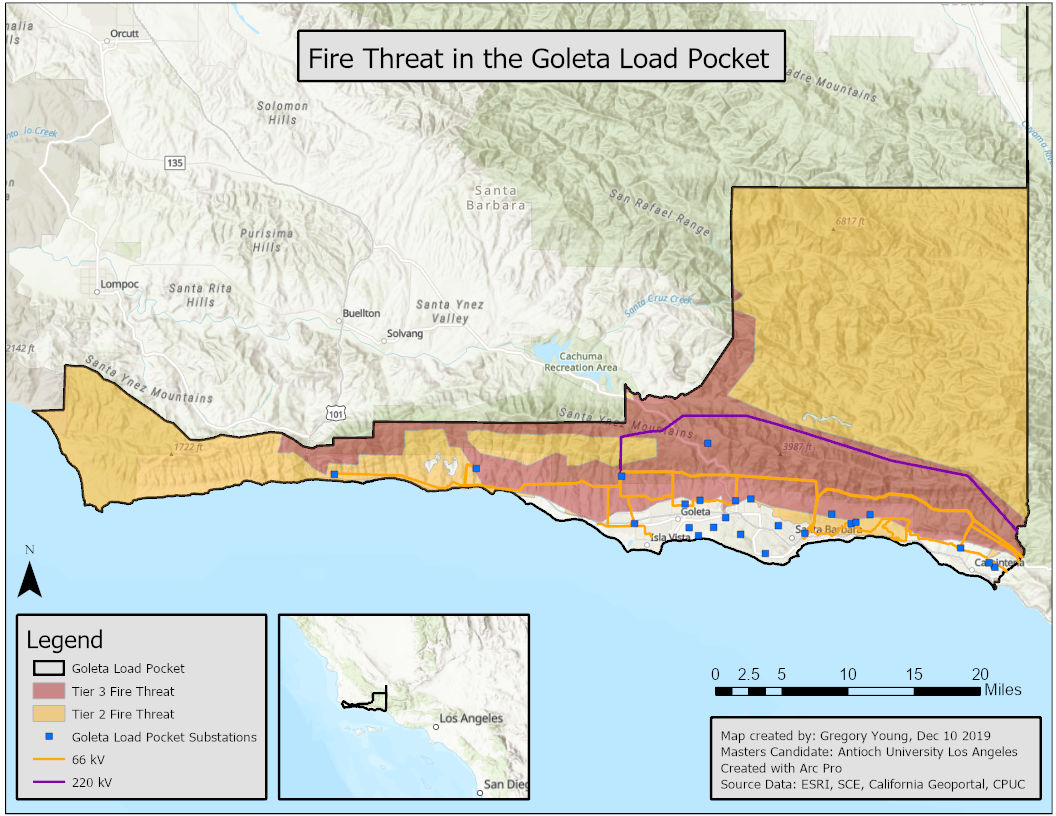 Fire Threat in the Goleta Load Pocket
Orcutt
Solomon
Hills
135
Santa
Barbara
San Rafael Range
6817 ft
Purisima
Hills
Lompoc
Santa Rita
Hills
Santa Ynez
Valley
Santa Cruz Creek
Buellton
Solvang
2142 ft
Cachuma
Recreation Area
Santa Ynez Mountains
101
Santa Ynez Mountains
1722 ft
3987 ft
Goleta
Isla Vista
Santa Barbara
Carpinteria
N
Legend
Goleta Load Pocket
Tier 3 Fire Threat
Tier 2 Fire Threat
Goleta Load Pocket Substations
66 kV
220 kV
Los Angeles
San Dieg
0 2.5 5 10 15 20
Miles
Map created by: Gregory Young, Dec 10 2019
Masters Candidate: Antioch University Los Angeles
Created with Arc Pro
Source Data: ESRI, SCE, California Geoportal, CPUC